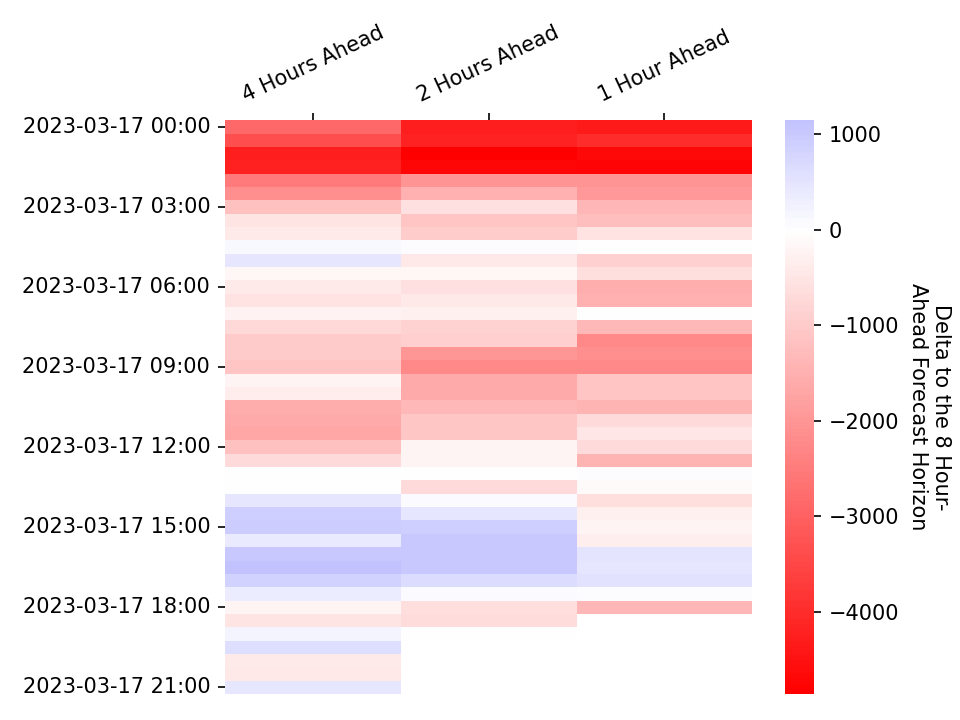 4 Hours Ahead
2 Hours Ahead
1 Hour Ahead
2023-03-17 00:00
2023-03-17 03:00
2023-03-17 06:00
2023-03-17 09:00
2023-03-17 12:00
2023-03-17 15:00
2023-03-17 18:00
2023-03-17 21:00
1000
0
−1000
−2000
−3000
−4000
Delta to the 8 Hour-
Ahead Forecast Horizon